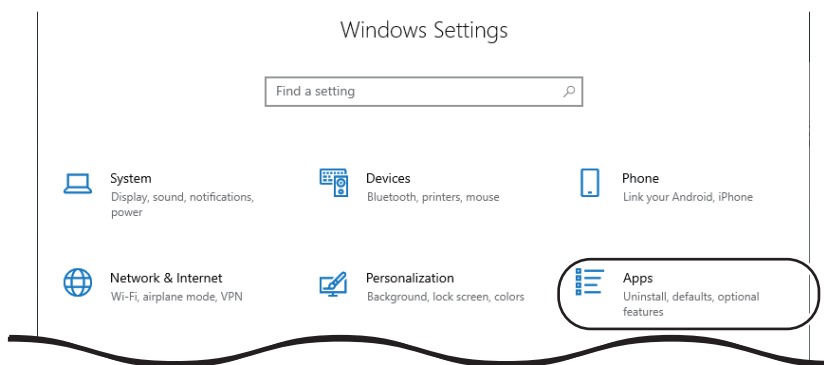 Windows Settings
Find a setting
System
Display, sound, notifications,
power
Devices
Bluetooth, printers, mouse
Phone
Link your Android, iPhone
Network & Internet
Wi-Fi, airplane mode, VPN
Personalization
Background, lock screen, colors
Apps
Uninstall, defaults, optional
features